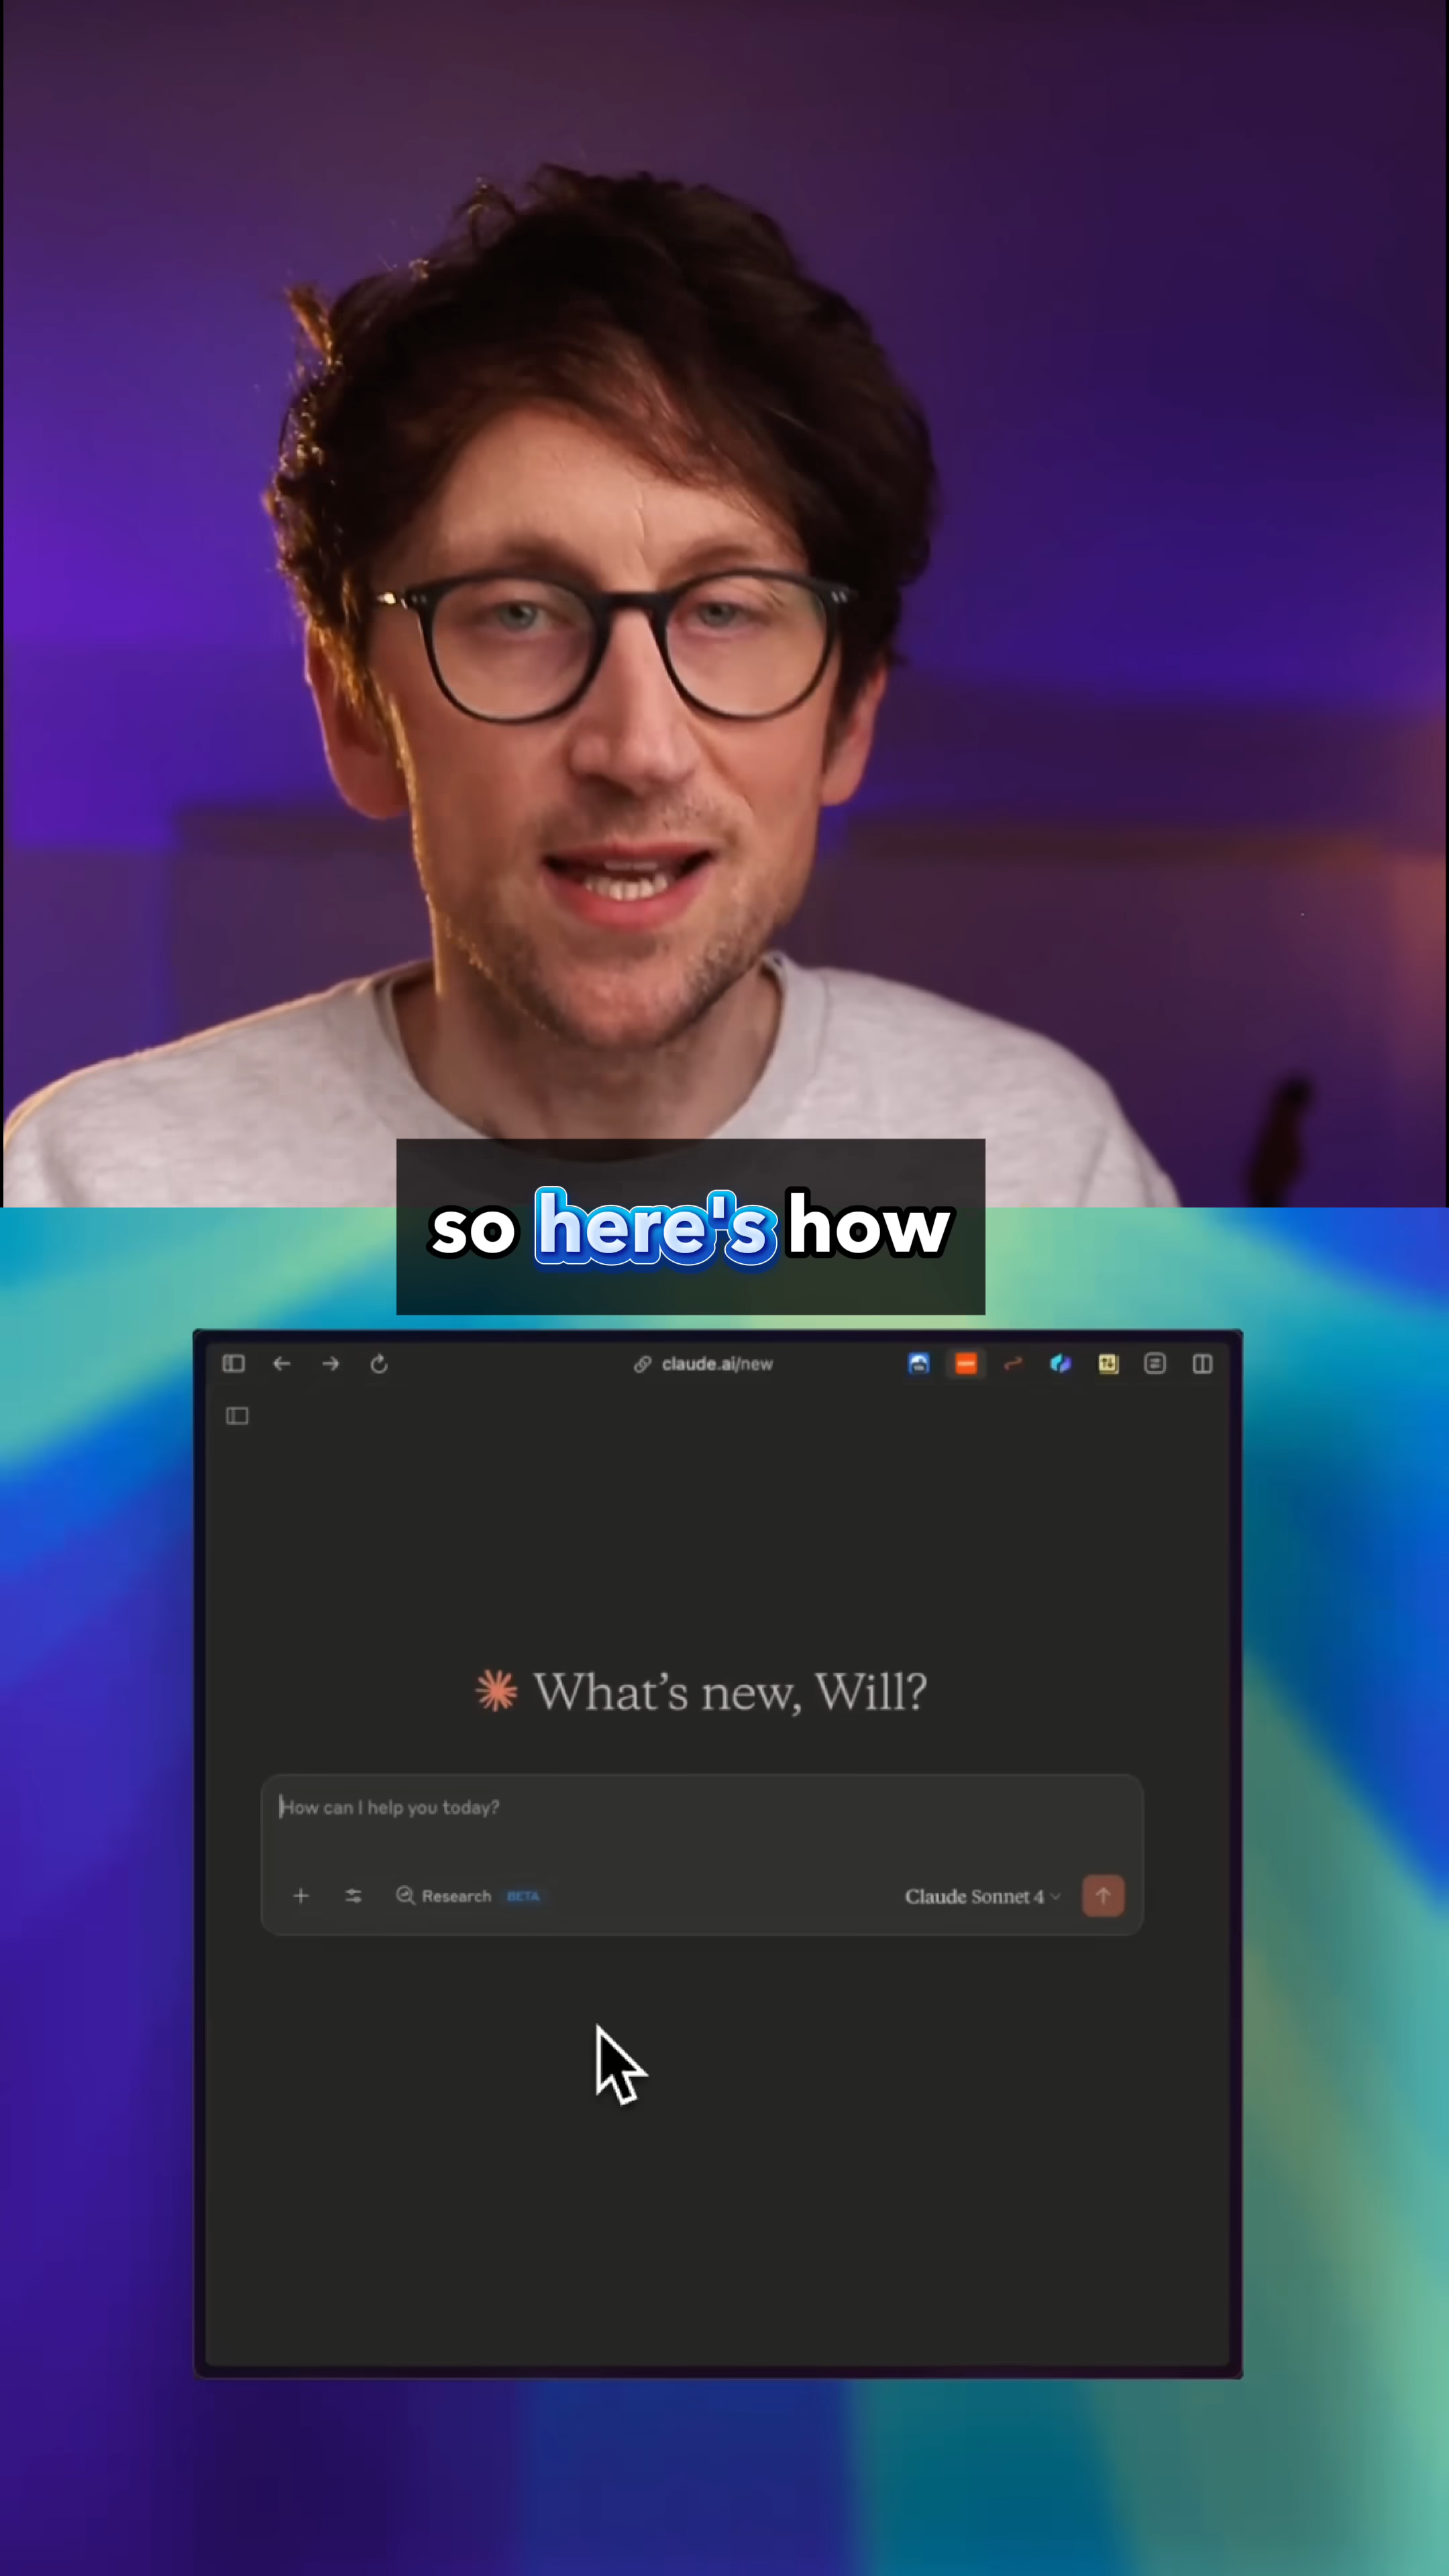 so here's how
claude.ai/new
What's new, Will?
How can I help you today?
Research BETA
Claude Sonnet 4